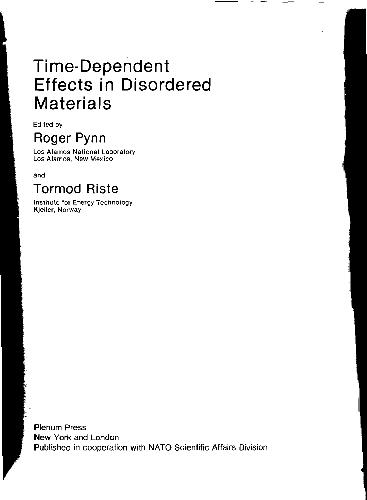 Time-Dependent
Effects in Disordered
Materials
Edited by
Roger Pynn
Los Alamos National Laboratory
Los Alamos, New Mexico
and
Tormod Riste
Institute for Energy Technology
Kjeller, Norway
Plenum Press
New York and London
Published in cooperation with NATO Scientific Affairs Division